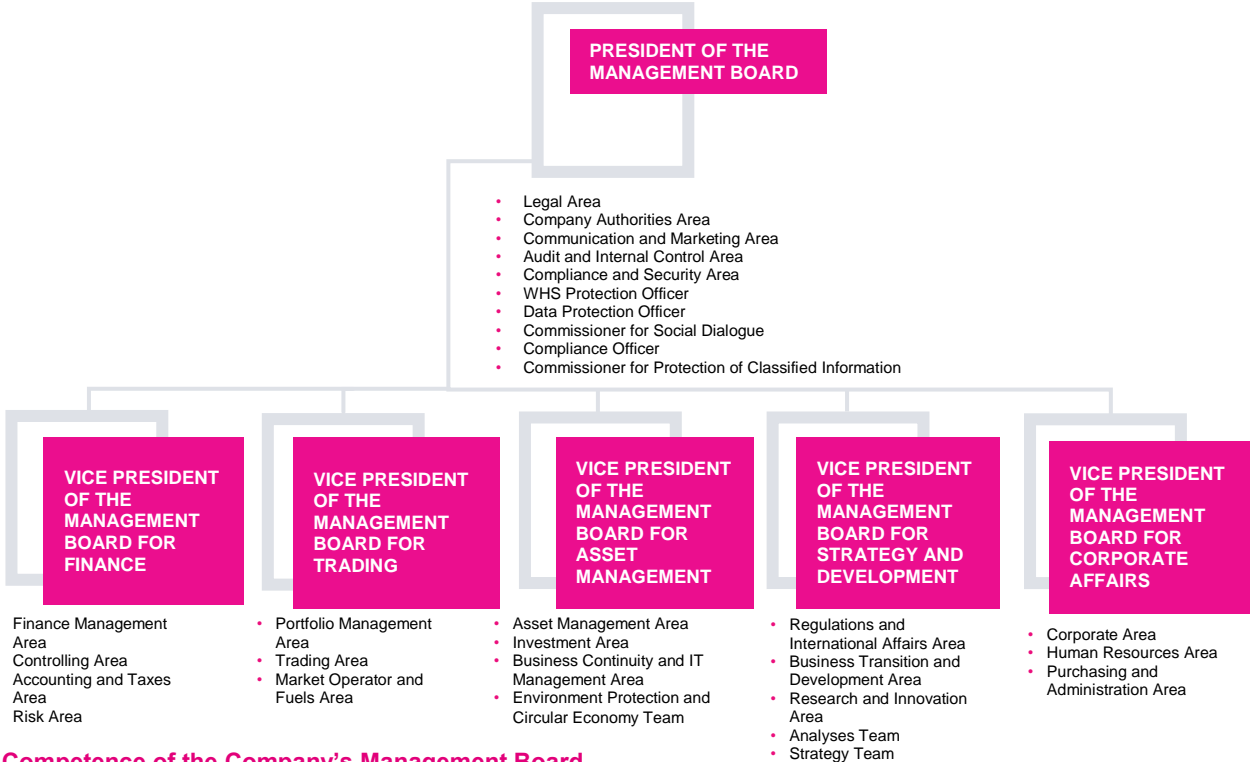 PRESIDENT OF THE
MANAGEMENT BOARD
• Legal Area
• Company Authorities Area
• Communication and Marketing Area
• Audit and Internal Control Area
• Compliance and Security Area
• WHS Protection Officer
• Data Protection Officer
• Commissioner for Social Dialogue
• Compliance Officer
• Commissioner for Protection of Classified Information
VICE PRESIDENT
OF THE
MANAGEMENT
BOARD FOR
FINANCE
Finance Management
Area
Controlling Area
Accounting and Taxes
Area
Risk Area
VICE PRESIDENT
OF THE
MANAGEMENT
BOARD FOR
TRADING
• Portfolio Management
Area
• Trading Area
• Market Operator and
Fuels Area
VICE PRESIDENT
OF THE
MANAGEMENT
BOARD FOR
ASSET
MANAGEMENT
• Asset Management Area
• Investment Area
• Business Continuity and IT
Management Area
• Environment Protection and
Circular Economy Team
VICE PRESIDENT
OF THE
MANAGEMENT
BOARD FOR
STRATEGY AND
DEVELOPMENT
• Regulations and
International Affairs Area
• Business Transition and
Development Area
• Research and Innovation
Area
• Analyses Team
• Strategy Team
VICE PRESIDENT
OF THE
MANAGEMENT
BOARD FOR
CORPORATE
AFFAIRS
• Corporate Area
• Human Resources Area
• Purchasing and
Administration Area
Competence of the Company's Management Board